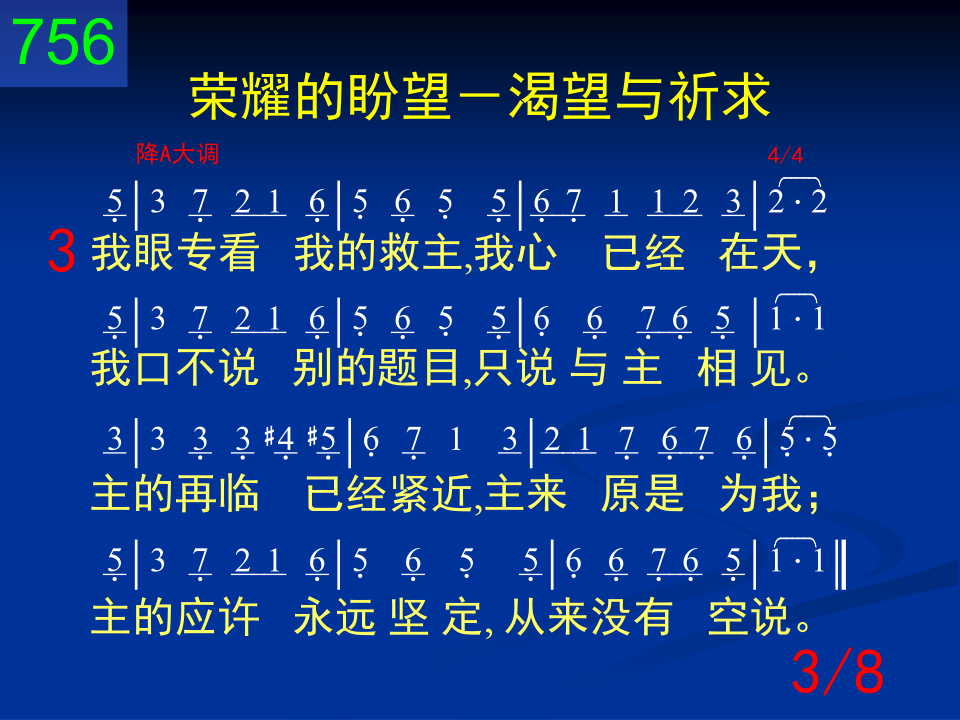 756
荣耀的盼望－渴望与祈求
降A大调 4/4
5̣ | 3 7̣ 2 1 6̣ | 5̣ 6̣ 5̣ 5̣ | 6̣ 7̣ 1 1 2 3 | 2 · 2
3 我眼专看 我的救主,我心 已经 在天，
5̣ | 3 7̣ 2 1 6̣ | 5̣ 6̣ 5̣ 5̣ | 6̣ 6̣ 7̣ 6̣ 5̣ | 1 · 1
我口不说 别的题目,只说 与 主 相 见。
3 | 3 3̣ 3̣ #4̣ #5̣ | 6̣ 7̣ 1 3 | 2 1 7̣ 6̣ 7̣ 6̣ | 5̣ · 5̣
主的再临 已经紧近,主来 原是 为我；
5̣ | 3 7̣ 2 1 6̣ | 5̣ 6̣ 5̣ 5̣ | 6̣ 6̣ 7̣ 6̣ 5̣ | 1 · 1 ‖
主的应许 永远 坚 定, 从来没有 空说。
3/8